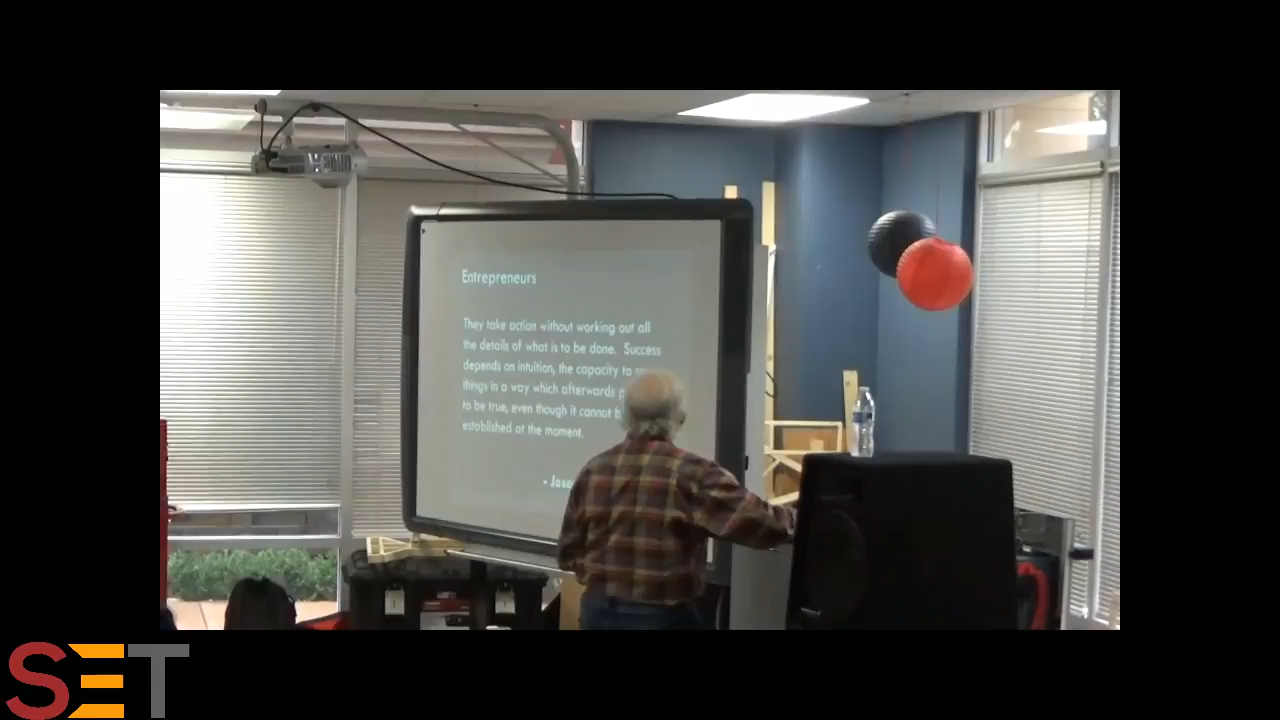 Entrepreneurs
They take action without working out all
the details of what is to be done. Success
depends on intuition, the capacity to
things in a way which afterwards
to be true, even though it cannot
established at the moment.
SET